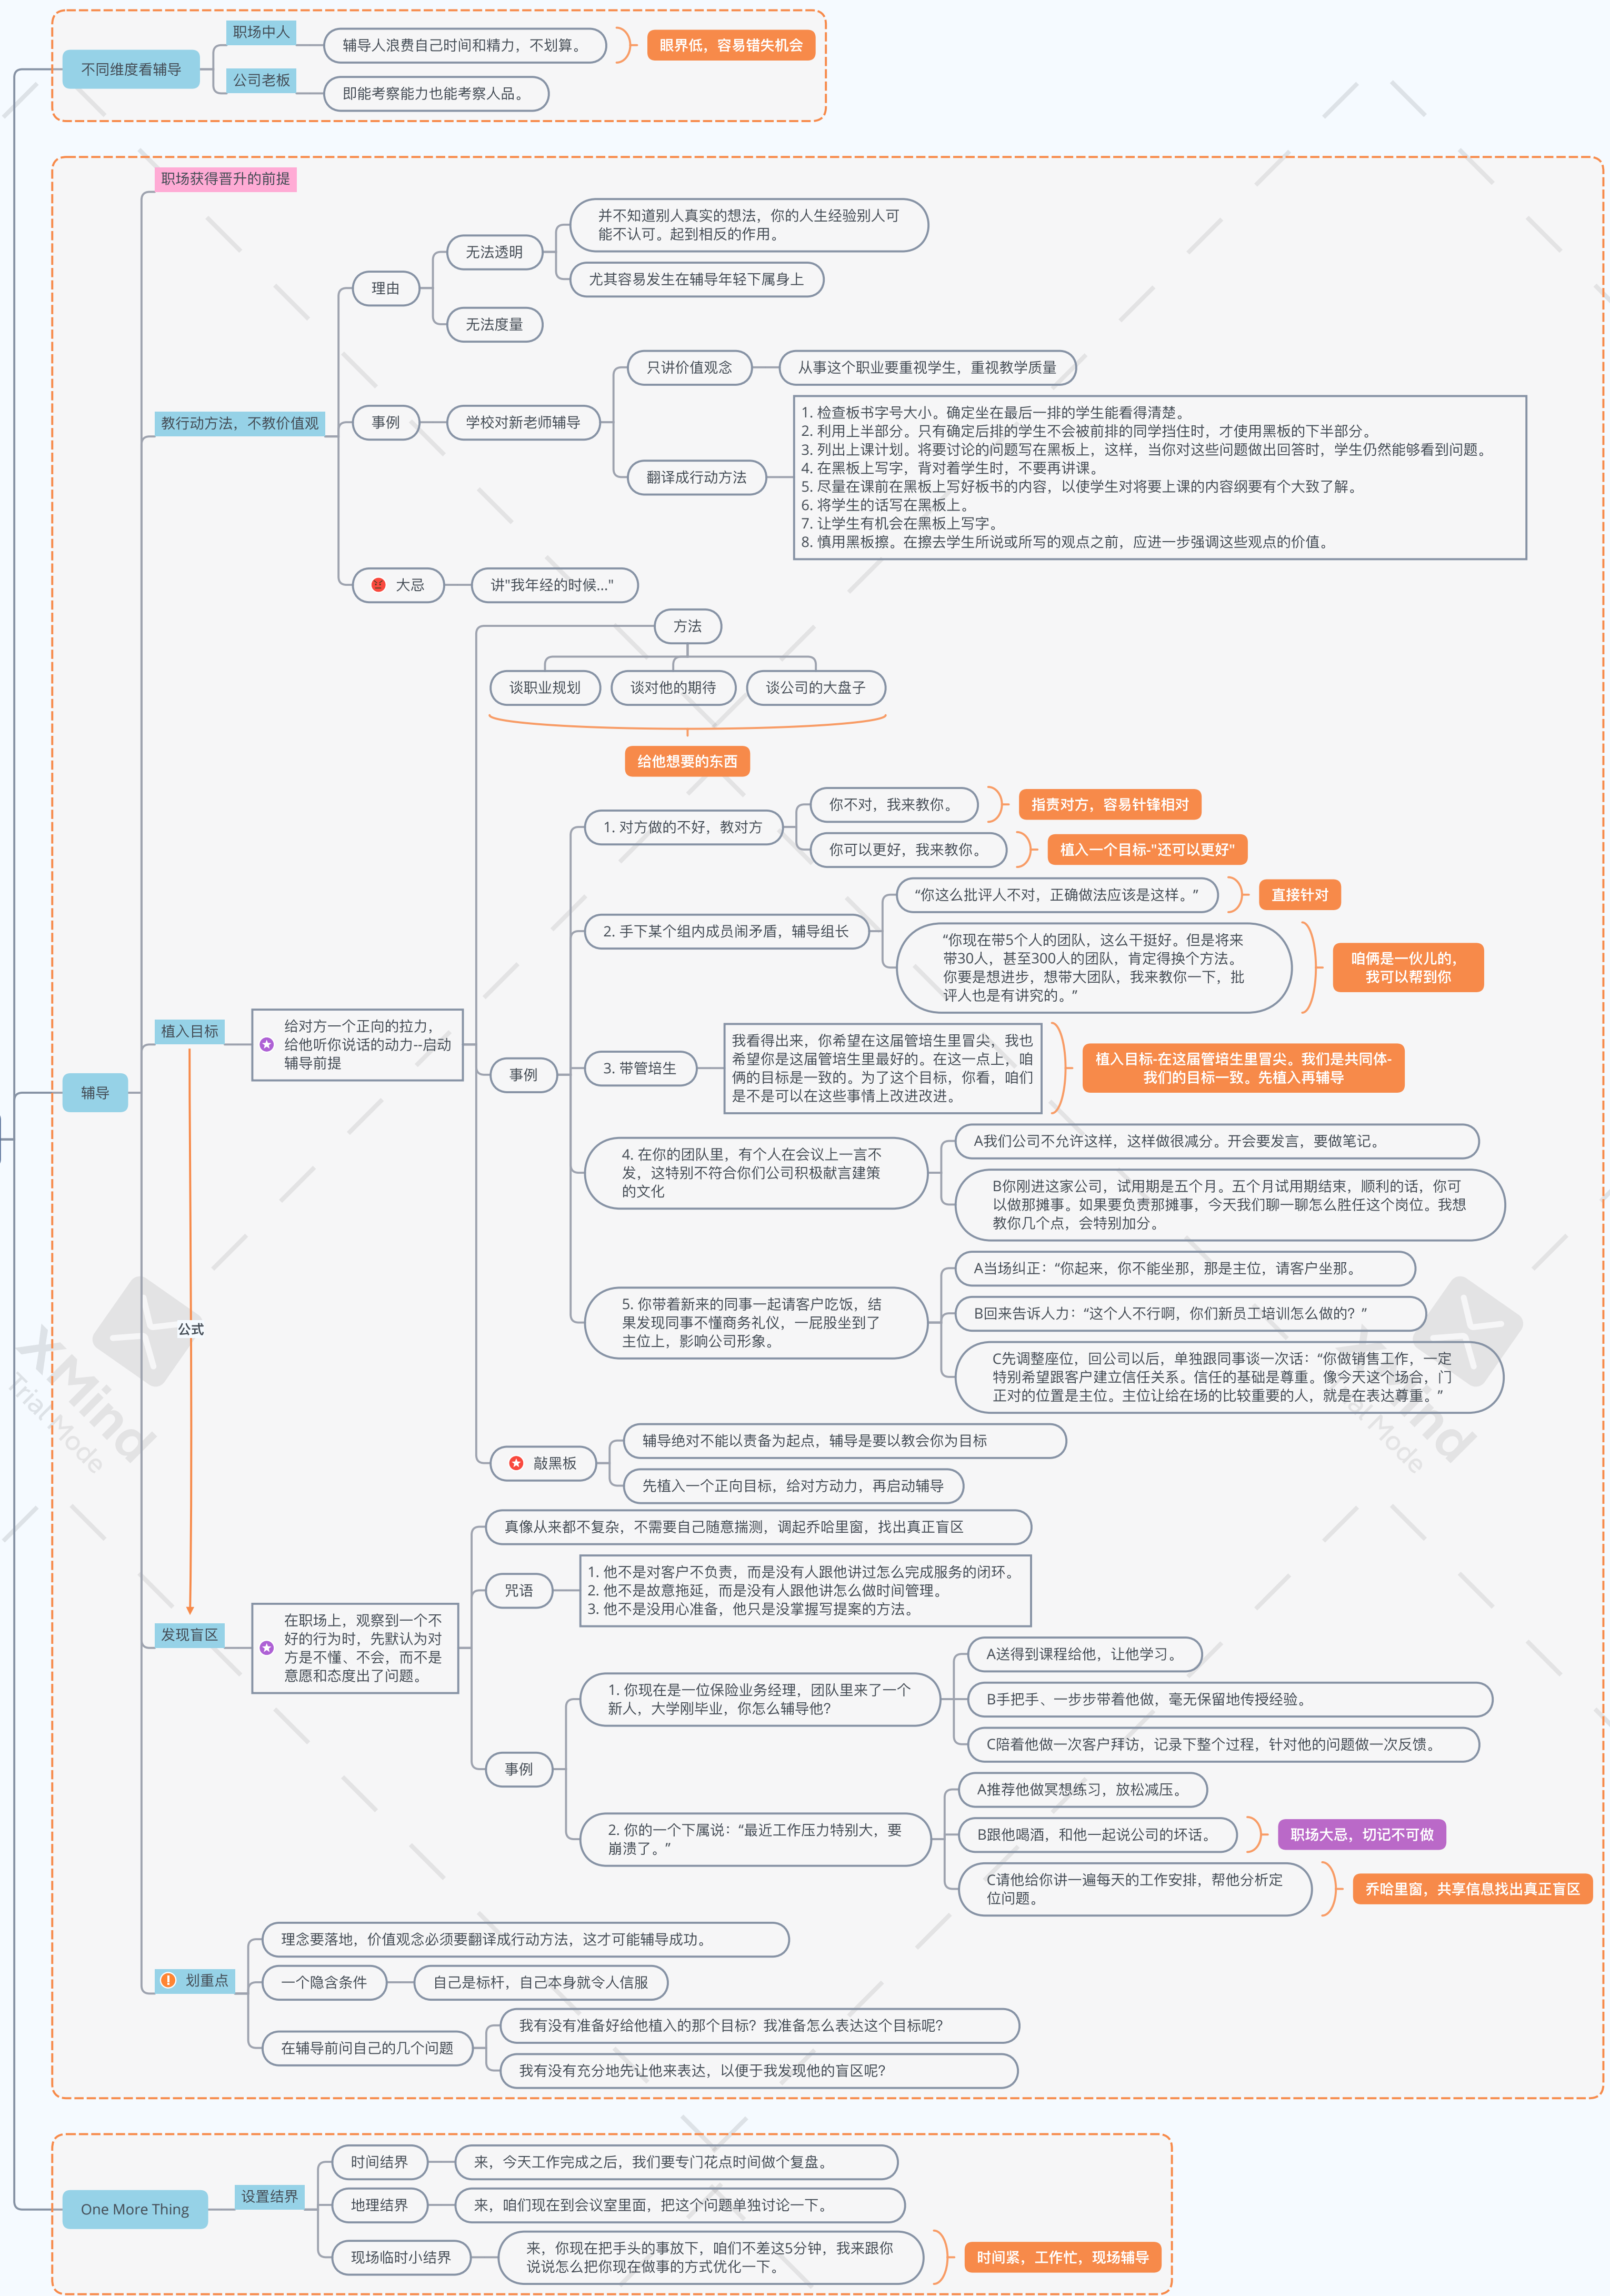 不同维度看辅导
职场中人
辅导人浪费自己时间和精力，不划算。
眼界低，容易错失机会
公司老板
即能考察能力也能考察人品。
辅导
职场获得晋升的前提
教行动方法，不教价值观
理由
无法透明
并不知道别人真实的想法，你的人生经验别人可
能不认可。起到相反的作用。
尤其容易发生在辅导年轻下属身上
无法度量
事例
学校对新老师辅导
只讲价值观念
从事这个职业要重视学生，重视教学质量
翻译成行动方法
1. 检查板书字号大小。确定坐在最后一排的学生能看得清楚。
2. 利用上半部分。只有确定后排的学生不会被前排的同学挡住时，才使用黑板的下半部分。
3. 列出上课计划。将要讨论的问题写在黑板上，这样，当你对这些问题做出回答时，学生仍然能够看到问题。
4. 在黑板上写字，背对着学生时，不要再讲课。
5. 尽量在课前在黑板上写好板书的内容，以使学生对将要上课的内容纲要有个大致了解。
6. 将学生的话写在黑板上。
7. 让学生有机会在黑板上写字。
8. 慎用黑板擦。在擦去学生所说或所写的观点之前，应进一步强调这些观点的价值。
大忌
讲"我年经的时候..."
植入目标
给对方一个正向的拉力，
给他听你说话的动力--启动
辅导前提
方法
谈职业规划
谈对他的期待
谈公司的大盘子
给他想要的东西
事例
1. 对方做的不好，教对方
你不对，我来教你。
指责对方，容易针锋相对
你可以更好，我来教你。
植入一个目标-"还可以更好"
2. 手下某个组内成员闹矛盾，辅导组长
“你这么批评人不对，正确做法应该是这样。”
直接针对
“你现在带5个人的团队，这么干挺好。但是将来
带30人，甚至300人的团队，肯定得换个方法。
你要是想进步，想带大团队，我来教你一下，批
评人也是有讲究的。”
咱俩是一伙儿的，
我可以帮到你
3. 带管培生
我看得出来，你希望在这届管培生里冒尖，我也
希望你是这届管培生里最好的。在这一点上，咱
俩的目标是一致的。为了这个目标，你看，咱们
是不是可以在这些事情上改进改进。
植入目标-在这届管培生里冒尖。我们是共同体-
我们的目标一致。先植入再辅导
4. 在你的团队里，有个人在会议上一言不
发，这特别不符合你们公司积极献言建策
的文化
A我们公司不允许这样，这样做很减分。开会要发言，要做笔记。
B你刚进这家公司，试用期是五个月。五个月试用期结束，顺利的话，你可
以做那摊事。如果要负责那摊事，今天我们聊一聊怎么胜任这个岗位。我想
教你几个点，会特别加分。
5. 你带着新来的同事一起请客户吃饭，结
果发现同事不懂商务礼仪，一屁股坐到了
主位上，影响公司形象。
A当场纠正：“你起来，你不能坐那，那是主位，请客户坐那。
B回来告诉人力：“这个人不行啊，你们新员工培训怎么做的？”
C先调整座位，回公司以后，单独跟同事谈一次话：“你做销售工作，一定
特别希望跟客户建立信任关系。信任的基础是尊重。像今天这个场合，门
正对的位置是主位。主位让给在场的比较重要的人，就是在表达尊重。”
敲黑板
辅导绝对不能以责备为起点，辅导是要以教会你为目标
先植入一个正向目标，给对方动力，再启动辅导
公式
发现盲区
在职场上，观察到一个不
好的行为时，先默认为对
方是不懂、不会，而不是
意愿和态度出了问题。
真像从来都不复杂，不需要自己随意揣测，调起乔哈里窗，找出真正盲区
咒语
1. 他不是对客户不负责，而是没有人跟他讲过怎么完成服务的闭环。
2. 他不是故意拖延，而是没有人跟他讲怎么做时间管理。
3. 他不是没用心准备，他只是没掌握写提案的方法。
事例
1. 你现在是一位保险业务经理，团队里来了一个
新人，大学刚毕业，你怎么辅导他？
A送得到课程给他，让他学习。
B手把手、一步步带着他做，毫无保留地传授经验。
C陪着他做一次客户拜访，记录下整个过程，针对他的问题做一次反馈。
2. 你的一个下属说：“最近工作压力特别大，要
崩溃了。”
A推荐他做冥想练习，放松减压。
B跟他喝酒，和他一起说公司的坏话。
职场大忌，切记不可做
C请他给你讲一遍每天的工作安排，帮他分析定
位问题。
乔哈里窗，共享信息找出真正盲区
划重点
理念要落地，价值观念必须要翻译成行动方法，这才可能辅导成功。
一个隐含条件
自己是标杆，自己本身就令人信服
在辅导前问自己的几个问题
我有没有准备好给他植入的那个目标？我准备怎么表达这个目标呢？
我有没有充分地先让他来表达，以便于我发现他的盲区呢？
One More Thing
设置结界
时间结界
来，今天工作完成之后，我们要专门花点时间做个复盘。
地理结界
来，咱们现在到会议室里面，把这个问题单独讨论一下。
现场临时小结界
来，你现在把手头的事放下，咱们不差这5分钟，我来跟你
说说怎么把你现在做事的方式优化一下。
时间紧，工作忙，现场辅导
XMind
Trial Mode
XMind
Trial Mode